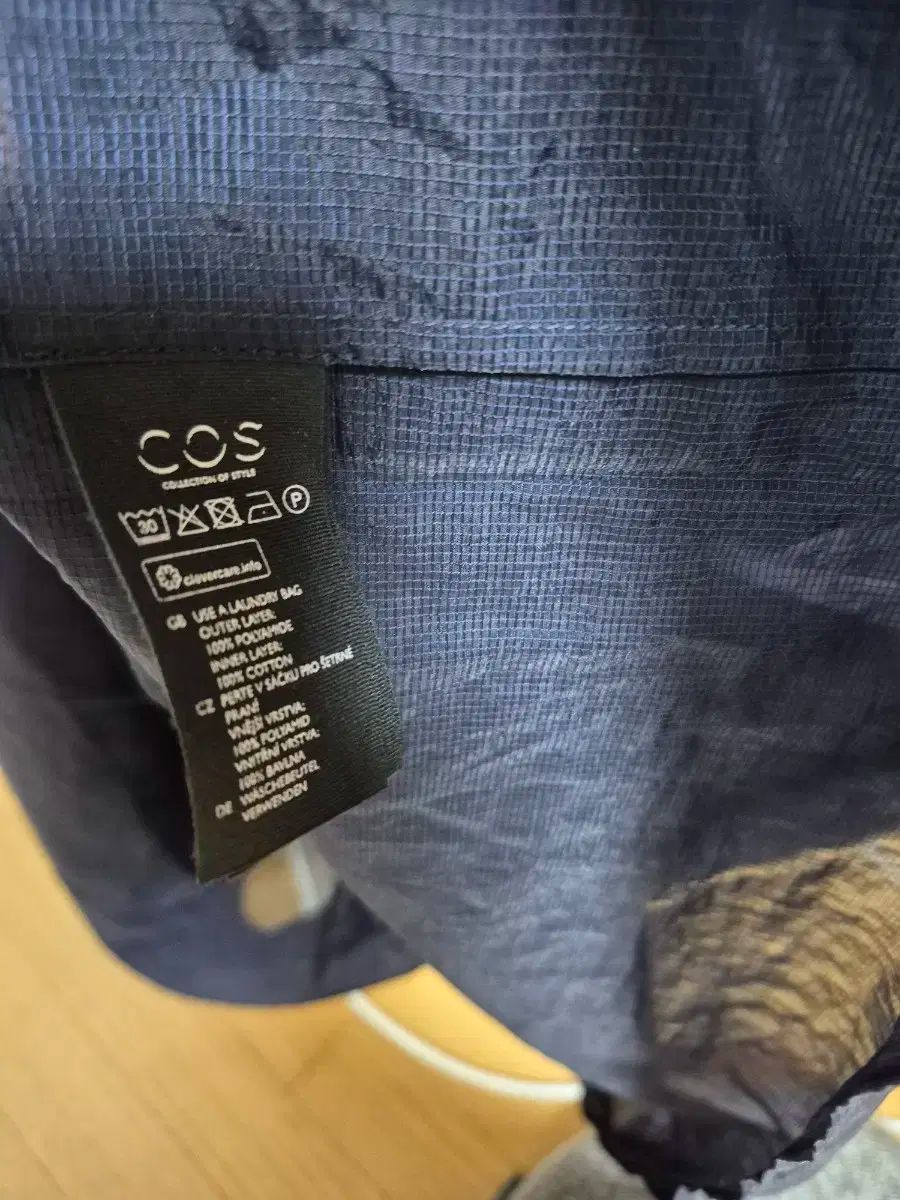 COS
COLLECTION OF STYLE
30
P
clevercare.info
GB USE A LAUNDRY BAG
OUTER LAYER:
100% POLYAMIDE
INNER LAYER:
100% COTTON
CZ PERTE V SÁČKU PRO ŠETRNÉ
PRANÍ
VNĚJŠÍ VRSTVA:
100% POLYAMID
VNITŘNÍ VRSTVA:
100% BAVLNA
DE WÄSCHEBEUTEL
VERWENDEN